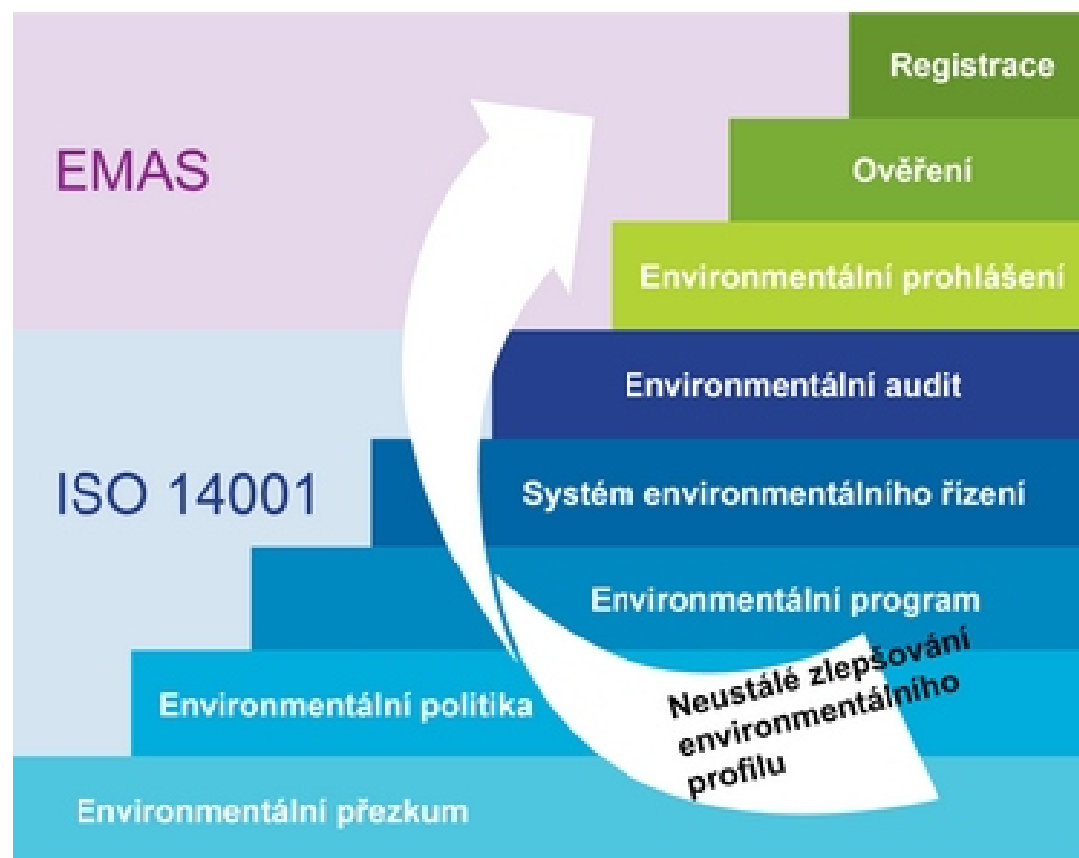 Registrace
EMAS
Ověření
Environmentální prohlášení
Environmentální audit
ISO 14001
Systém environmentálního řízení
Environmentální program
Environmentální politika
Neustálé zlepšování
environmentálního
profilu
Environmentální přezkum